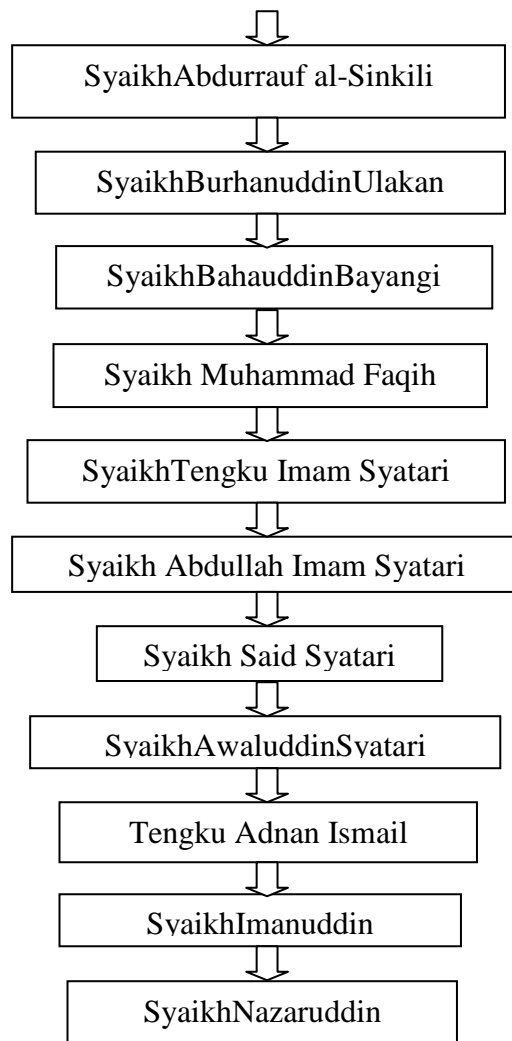 SyaikhAbdurrauf al-Sinkili
SyaikhBurhanuddinUlakan
SyaikhBahauddinBayangi
Syaikh Muhammad Faqih
SyaikhTengku Imam Syatari
Syaikh Abdullah Imam Syatari
Syaikh Said Syatari
SyaikhAwaluddinSyatari
Tengku Adnan Ismail
SyaikhImanuddin
SyaikhNazaruddin